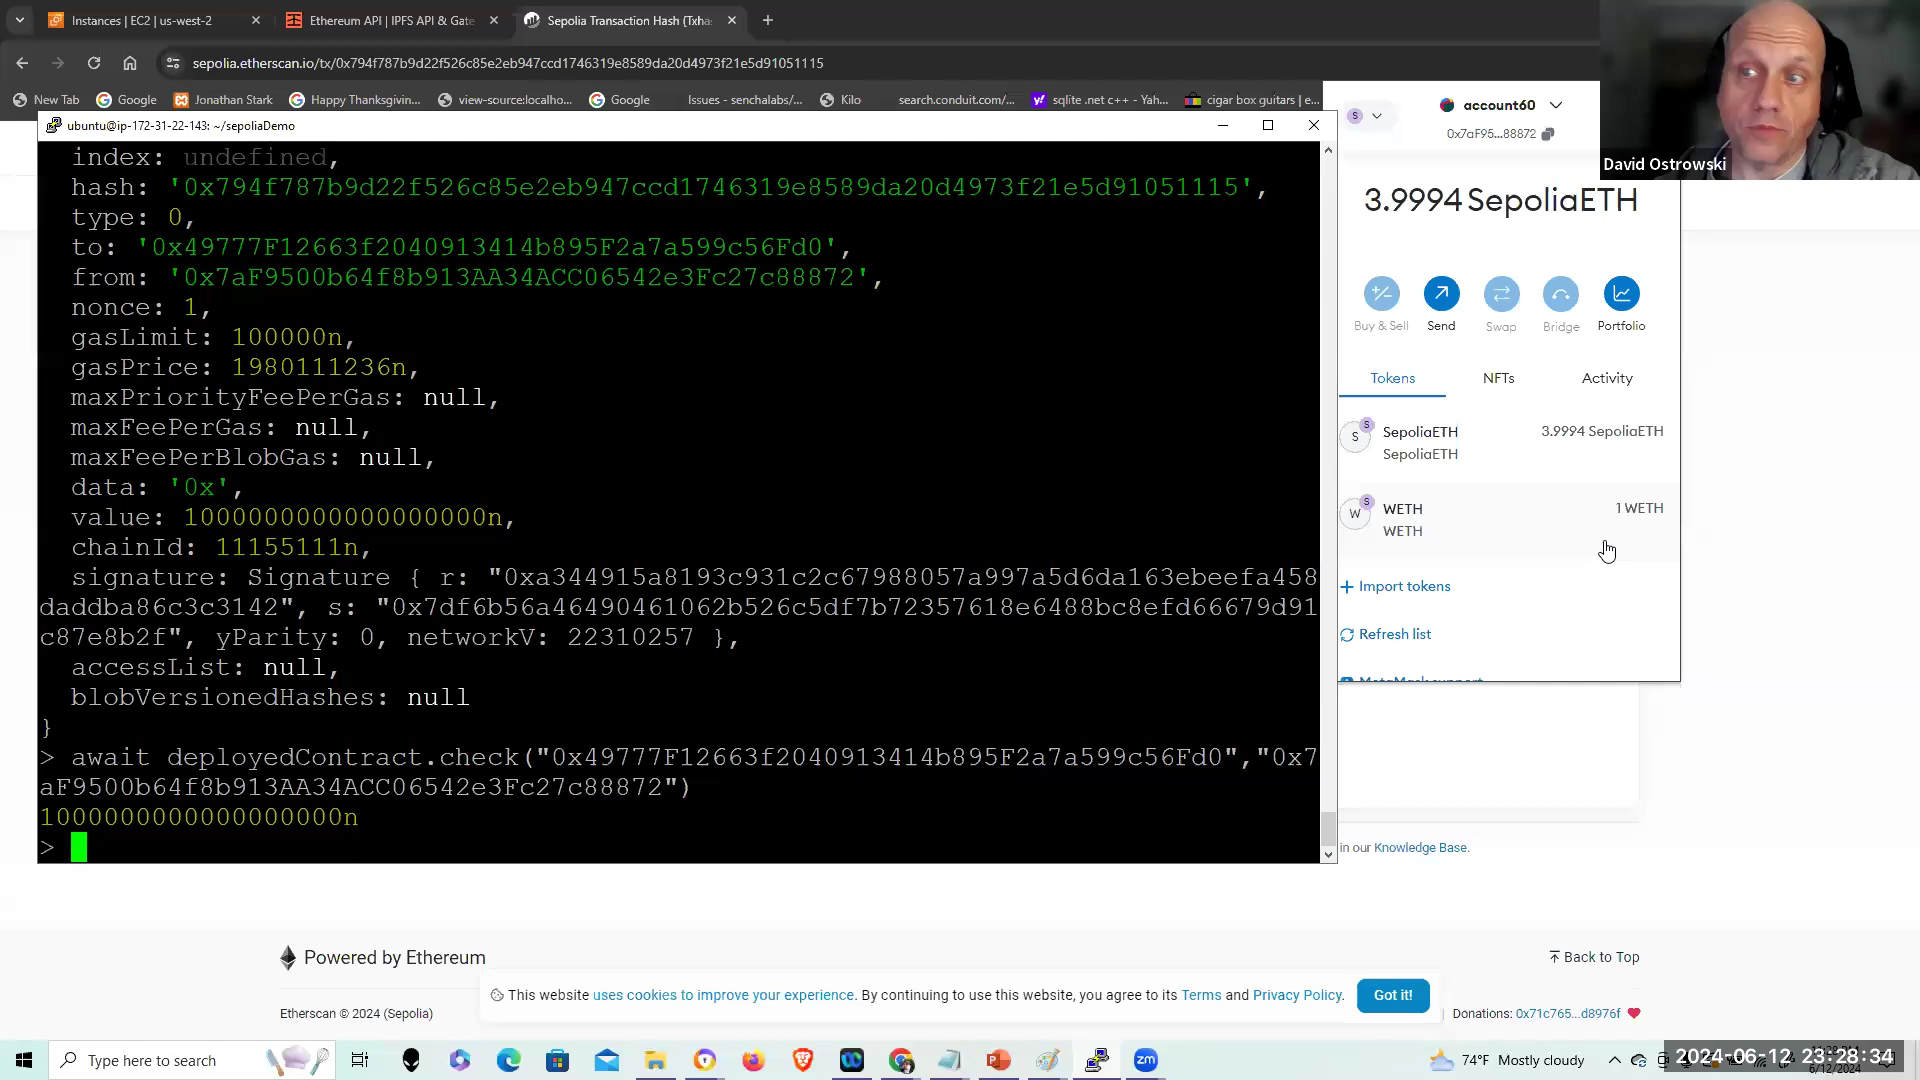 Instances | EC2 | us-west-2
Ethereum API | IPFS API & Gate
Sepolia Transaction Hash (Txha
sepolia.etherscan.io/tx/0x794f787b9d22f526c85e2eb947ccd1746319e8589da20d4973f21e5d91051115
New Tab
Google
Jonathan Stark
Happy Thanksgivin...
view-source:localho...
Google
Issues - senchalabs/...
Kilo
search.conduit.com/...
sqlite .net c++ - Yah...
cigar box guitars | e...
ubuntu@ip-172-31-22-143: ~/sepoliaDemo
index: undefined,
hash: '0x794f787b9d22f526c85e2eb947ccd1746319e8589da20d4973f21e5d91051115',
type: 0,
to: '0x49777F12663f2040913414b895F2a7a599c56Fd0',
from: '0x7aF9500b64f8b913AA34ACC06542e3Fc27c88872',
nonce: 1,
gasLimit: 100000n,
gasPrice: 1980111236n,
maxPriorityFeePerGas: null,
maxFeePerGas: null,
maxFeePerBlobGas: null,
data: '0x',
value: 1000000000000000000n,
chainId: 11155111n,
signature: Signature { r: "0xa344915a8193c931c2c67988057a997a5d6da163ebeefa458
daddba86c3c3142", s: "0x7df6b56a46490461062b526c5df7b72357618e6488bc8efd66679d91
c87e8b2f", yParity: 0, networkV: 22310257 },
accessList: null,
blobVersionedHashes: null
}
> await deployedContract.check("0x49777F12663f2040913414b895F2a7a599c56Fd0","0x7
aF9500b64f8b913AA34ACC06542e3Fc27c88872")
1000000000000000000n
>
S
account60
0x7aF95...88872
David Ostrowski
3.9994 SepoliaETH
Buy & Sell
Send
Swap
Bridge
Portfolio
Tokens
NFTs
Activity
S
S
SepoliaETH
3.9994 SepoliaETH
SepoliaETH
S
W
WETH
1 WETH
WETH
+ Import tokens
Refresh list
MetaMask support
in our Knowledge Base.
Powered by Ethereum
Back to Top
This website uses cookies to improve your experience. By continuing to use this website, you agree to its Terms and Privacy Policy.
Got it!
Etherscan © 2024 (Sepolia)
Donations: 0x71c765...d8976f
Type here to search
zm
74°F Mostly cloudy
2024-06-12 23:28:34
6/12/2024